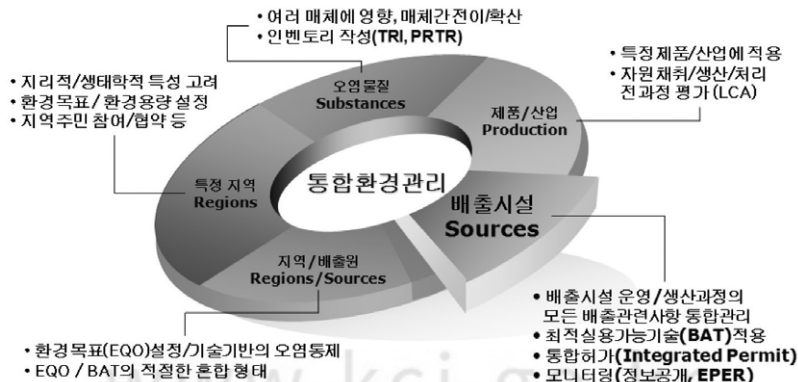 • 여러 매체에 영향, 매체간 전이/확산
• 인벤토리 작성(TRI, PRTR)
• 특정 제품/산업에 적용
• 자원 채취/생산/처리
전과정 평가 (LCA)
• 지리적/생태학적 특성 고려
• 환경목표/ 환경용량 설정
• 지역주민 참여/협약 등
오염물질
Substances
제품/산업
Production
특정 지역
Regions
통합환경관리
배출시설
Sources
지역/배출원
Regions/Sources
• 배출시설 운영/생산과정의
모든 배출관련사항 통합관리
• 최적실용가능기술(BAT)적용
• 통합허가(Integrated Permit)
• 모니터링(정보공개, EPER)
• 환경목표(EQO)설정/기술기반의 오염통제
• EQO / BAT의 적절한 혼합 형태